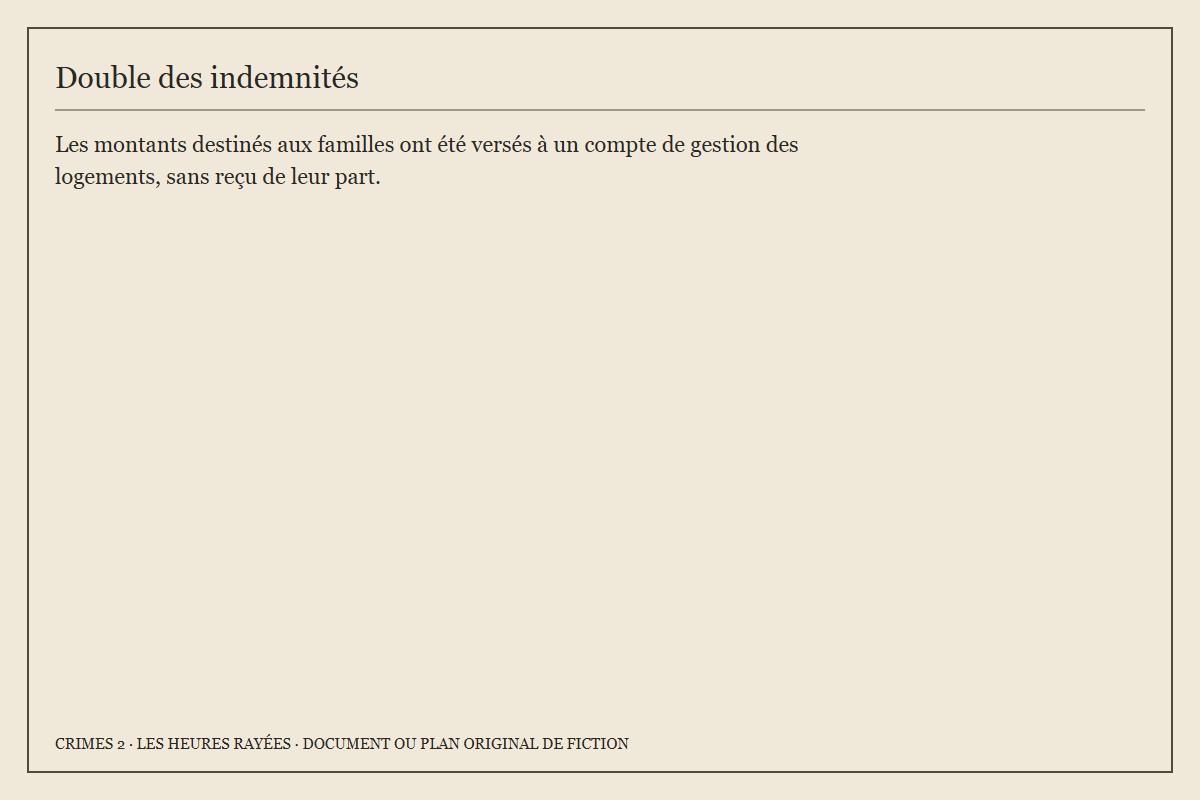 Double des indemnités
Les montants destinés aux familles ont été versés à un compte de gestion des
logements, sans reçu de leur part.
CRIMES 2 · LES HEURES RAYÉES · DOCUMENT OU PLAN ORIGINAL DE FICTION